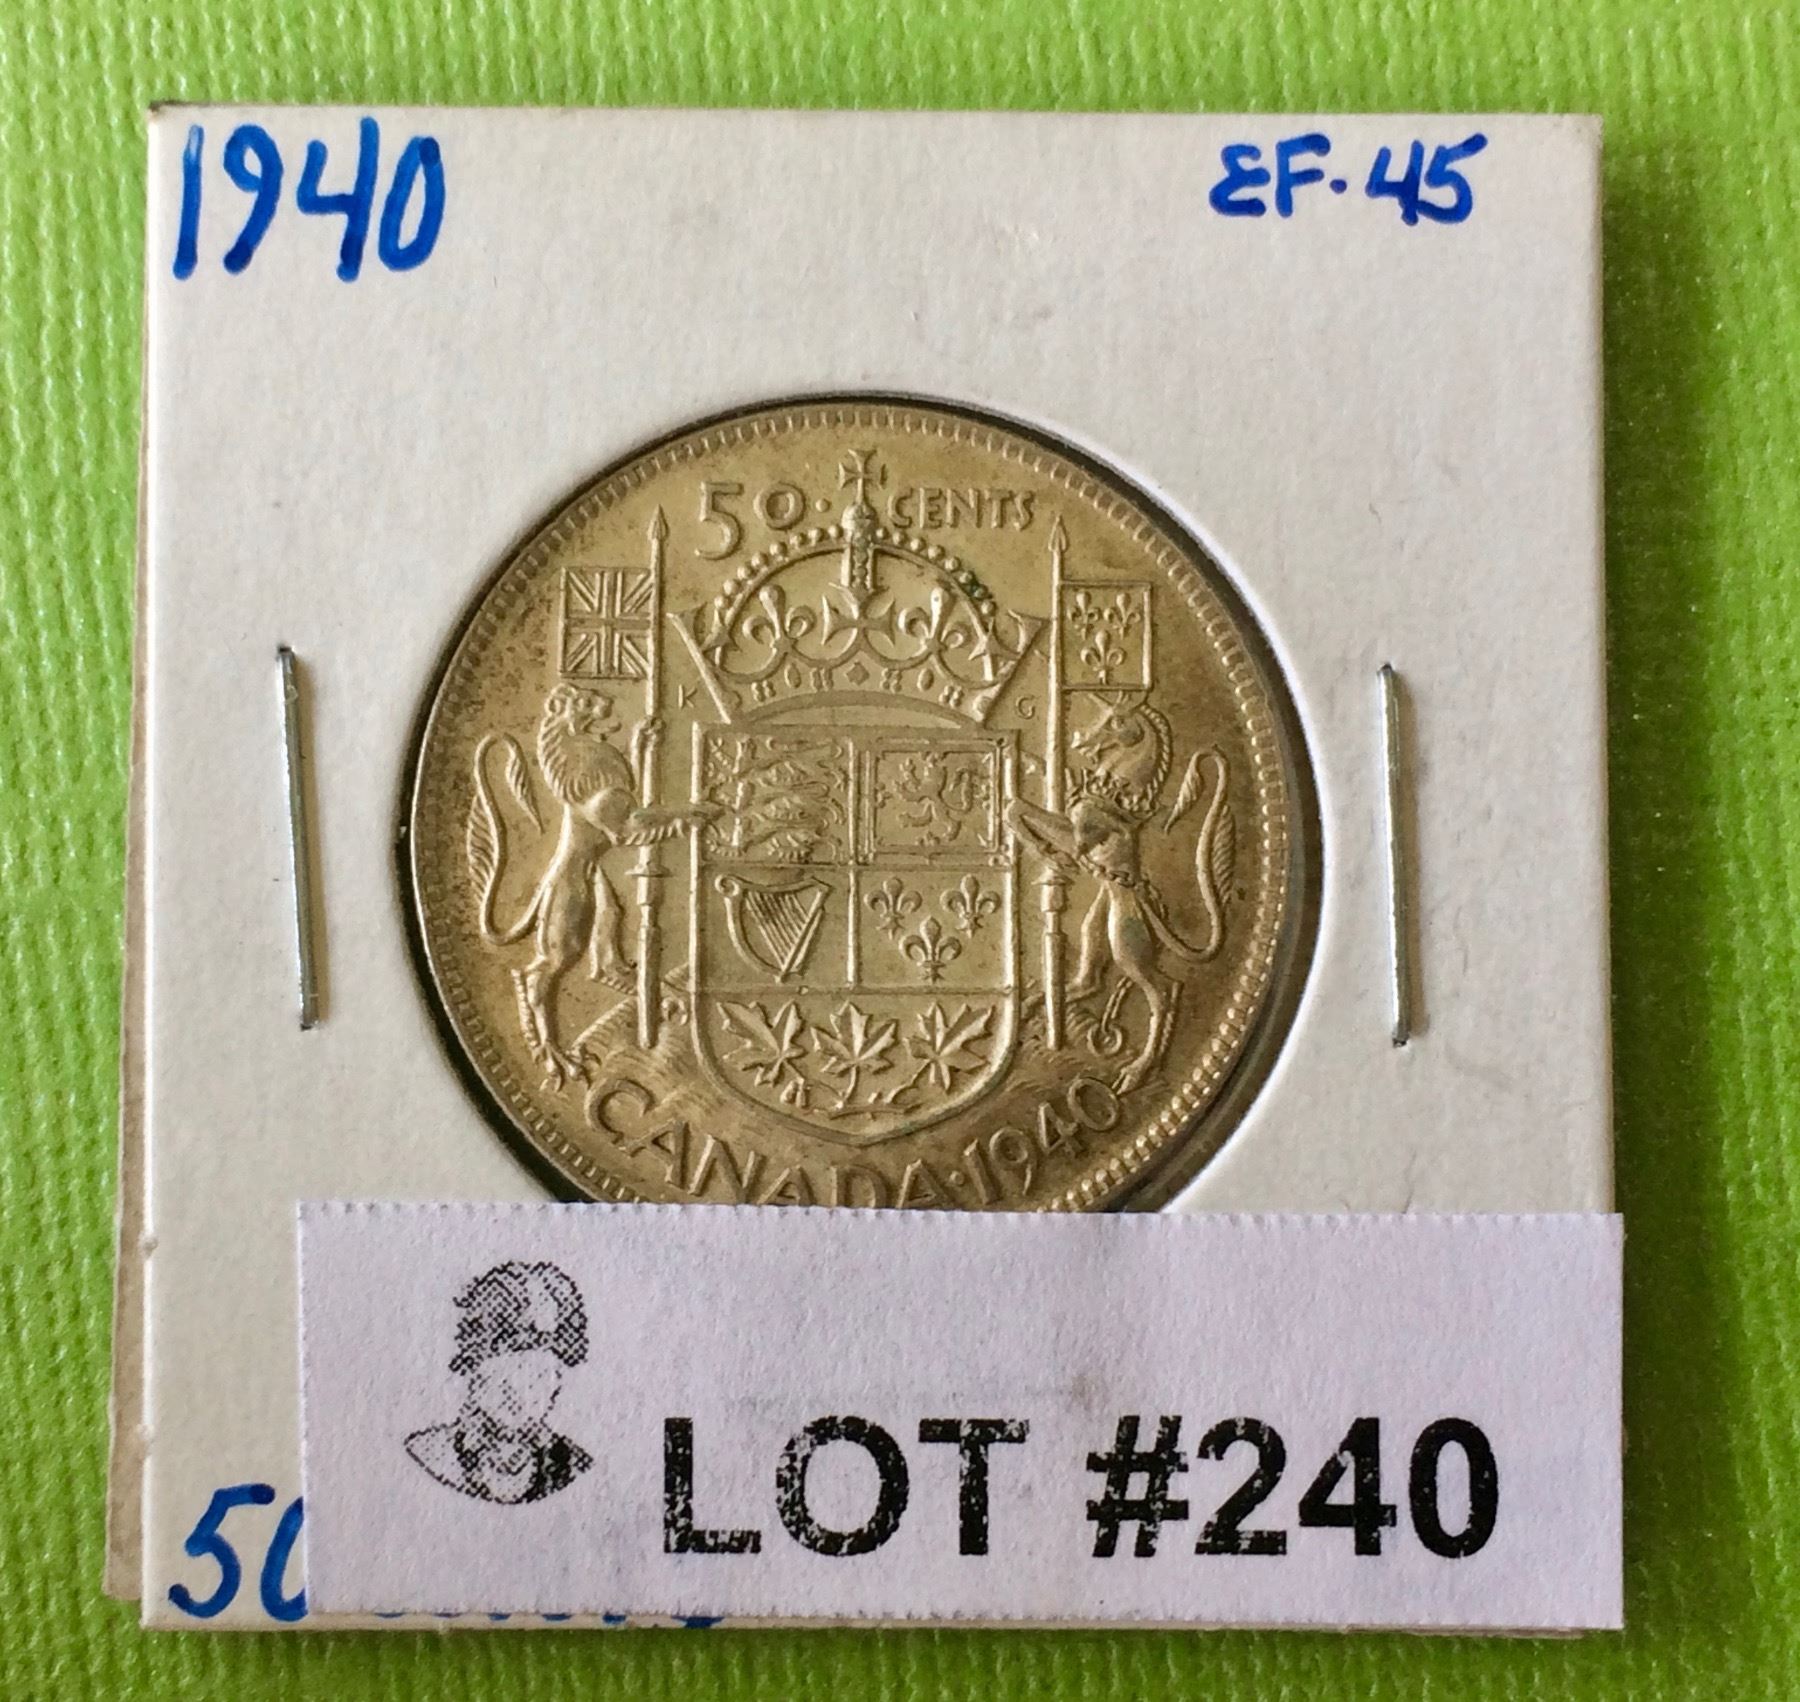 1940
EF·45
50·CENTS
K G
CANADA·1940
LOT #240